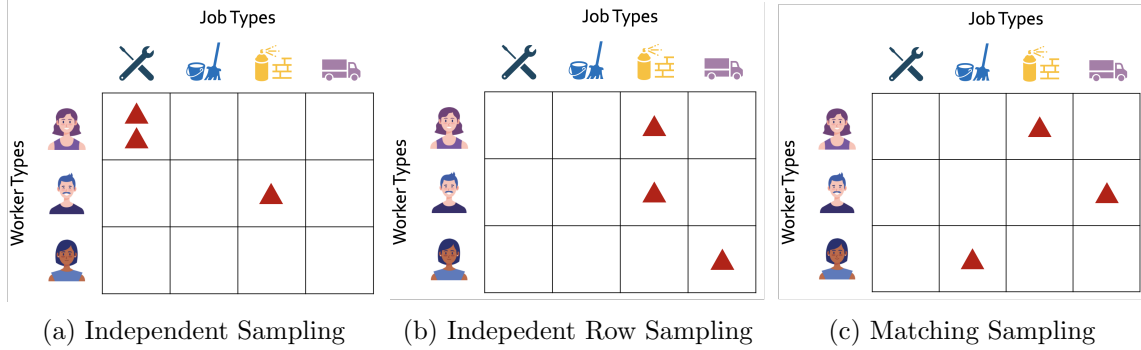 Job Types
Worker Types
(a) Independent Sampling
Job Types
Worker Types
(b) Indepedent Row Sampling
Job Types
Worker Types
(c) Matching Sampling